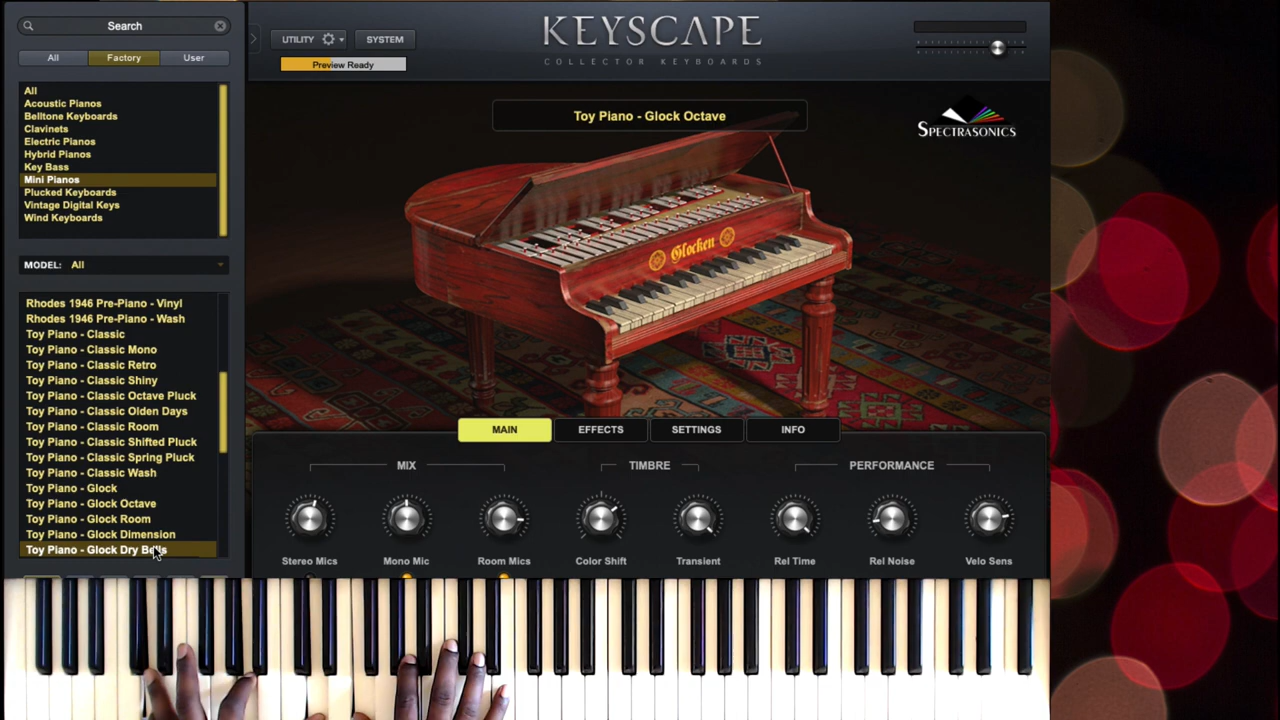 Search
All
Factory
User
All
Acoustic Pianos
Belltone Keyboards
Clavinets
Electric Pianos
Hybrid Pianos
Key Bass
Mini Pianos
Plucked Keyboards
Vintage Digital Keys
Wind Keyboards
MODEL: All
Rhodes 1946 Pre-Piano - Vinyl
Rhodes 1946 Pre-Piano - Wash
Toy Piano - Classic
Toy Piano - Classic Mono
Toy Piano - Classic Retro
Toy Piano - Classic Shiny
Toy Piano - Classic Octave Pluck
Toy Piano - Classic Olden Days
Toy Piano - Classic Room
Toy Piano - Classic Shifted Pluck
Toy Piano - Classic Spring Pluck
Toy Piano - Classic Wash
Toy Piano - Glock
Toy Piano - Glock Octave
Toy Piano - Glock Room
Toy Piano - Glock Dimension
Toy Piano - Glock Dry Bells
UTILITY
SYSTEM
Preview Ready
KEYSCAPE
COLLECTOR KEYBOARDS
Toy Piano - Glock Octave
SPECTRASONICS
Glocken
MAIN
EFFECTS
SETTINGS
INFO
MIX
TIMBRE
PERFORMANCE
Stereo Mics
Mono Mic
Room Mics
Color Shift
Transient
Rel Time
Rel Noise
Velo Sens